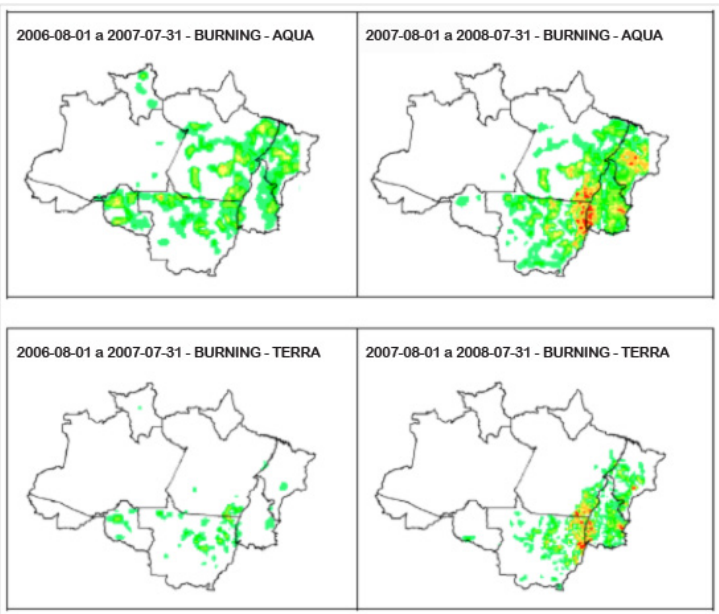 2006-08-01 a 2007-07-31 - BURNING - AQUA
2007-08-01 a 2008-07-31 - BURNING - AQUA
2006-08-01 a 2007-07-31 - BURNING - TERRA
2007-08-01 a 2008-07-31 - BURNING - TERRA